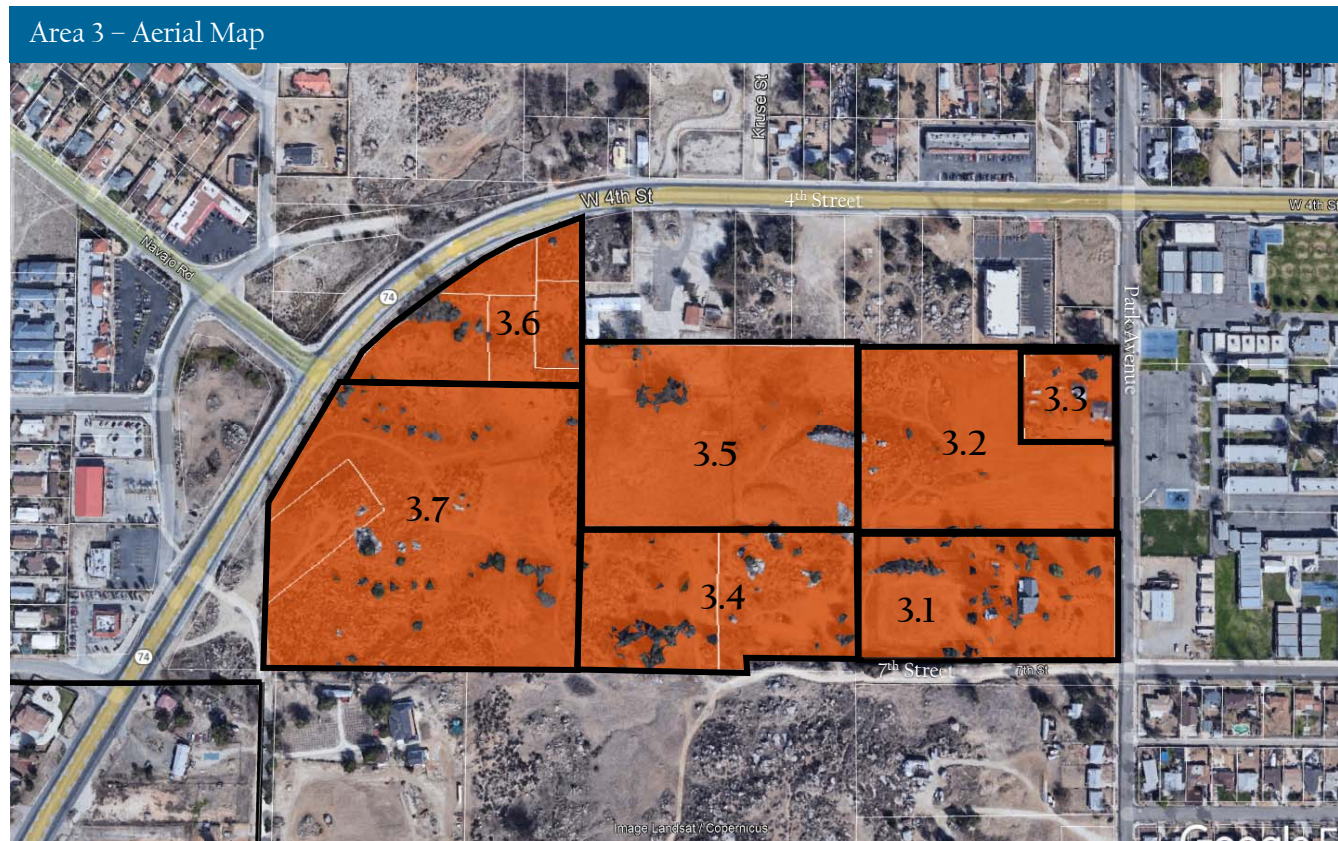 Area 3 – Aerial Map
Kruse St
W 4th St
4th Street
W 4th St
Navajo Rd
74
Park Avenue
3.6
3.3
3.5
3.2
3.7
3.4
3.1
74
7th Street
7th St
Image Landsat / Copernicus